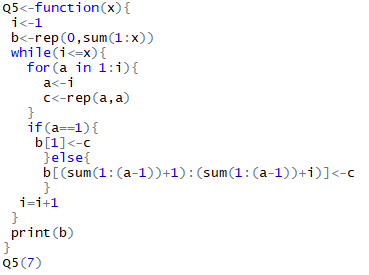 Q5<-function(x){
i<-1
b<-rep(0,sum(1:x))
while(i<=x){
for(a in 1:i){
a<-i
c<-rep(a,a)
}
if(a==1){
b[1]<-c
}else{
b[(sum(1:(a-1))+1):(sum(1:(a-1))+i)]<-c
}
i=i+1
}
print(b)
}
Q5(7)